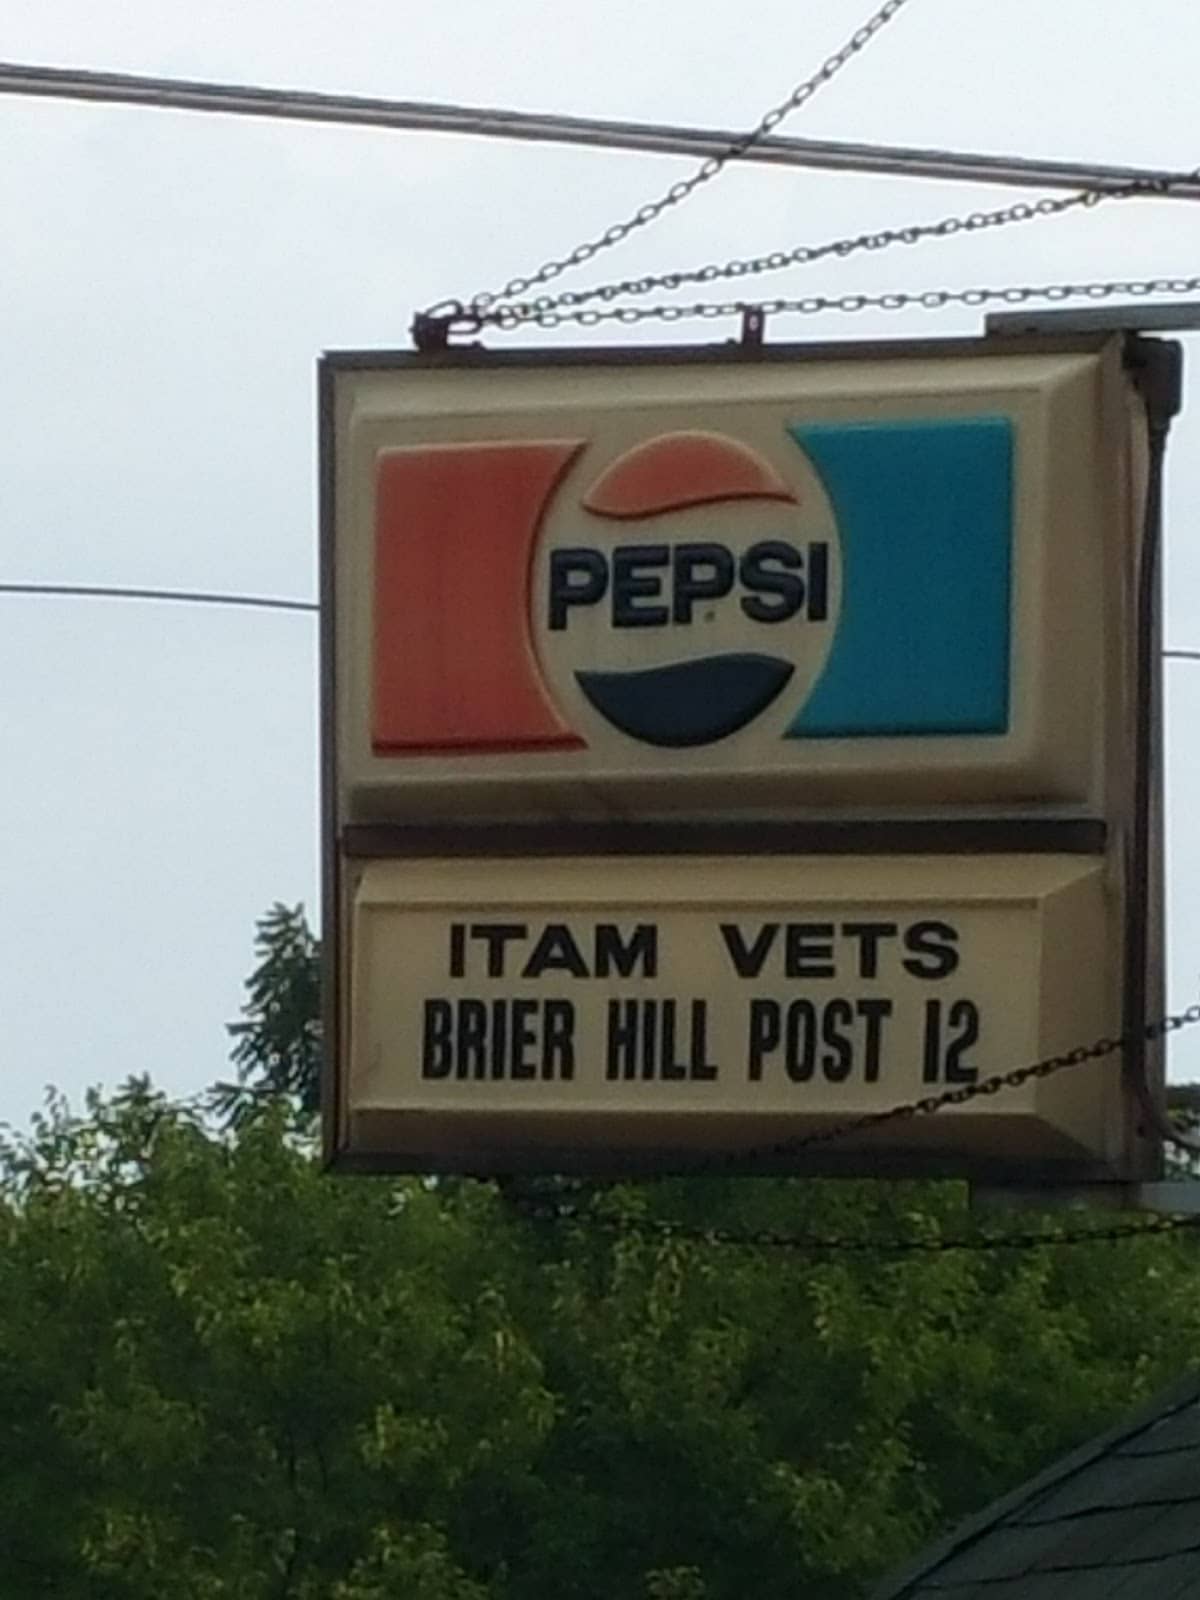 PEPSI
ITAM VETS
BRIER HILL POST 12